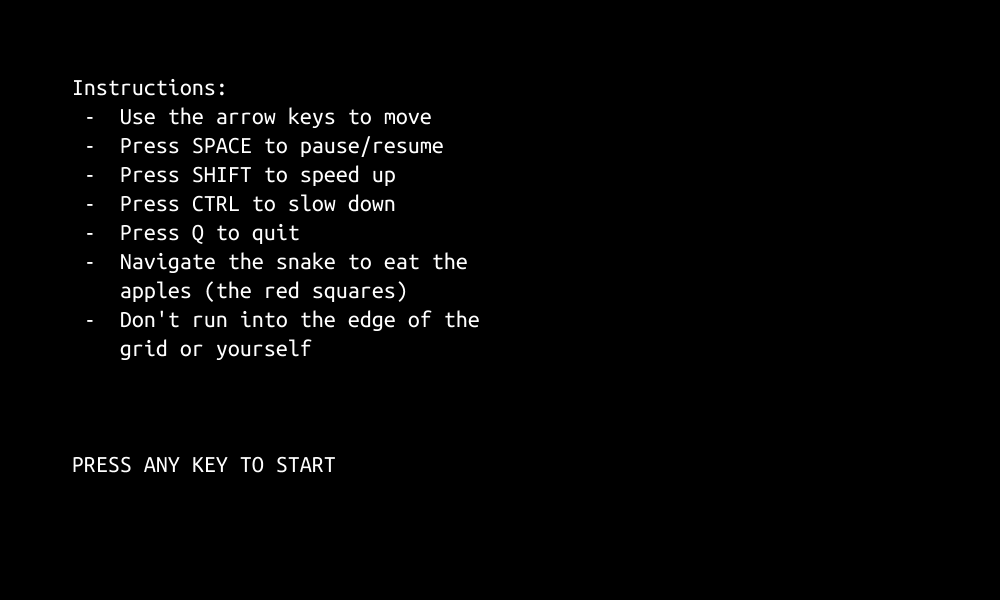 Instructions:
- Use the arrow keys to move
- Press SPACE to pause/resume
- Press SHIFT to speed up
- Press CTRL to slow down
- Press Q to quit
- Navigate the snake to eat the
apples (the red squares)
- Don't run into the edge of the
grid or yourself
PRESS ANY KEY TO START